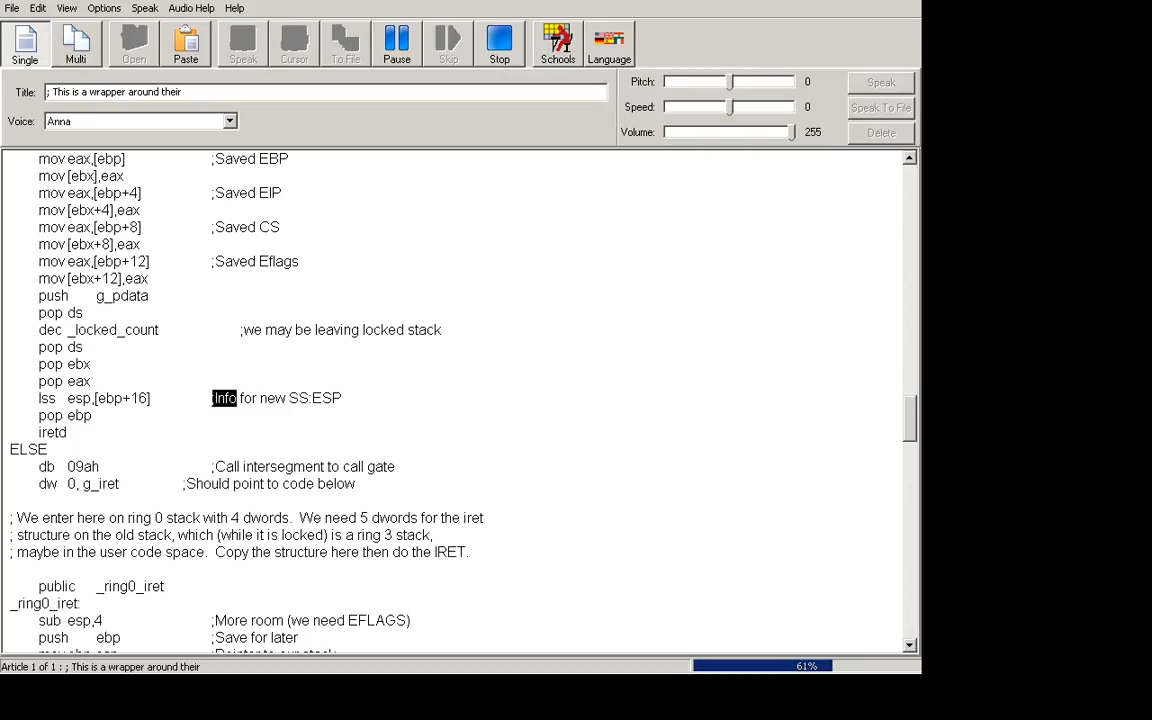 File Edit View Options Speak Audio Help Help
Single Multi Open Paste Speak Cursor To File Pause Skip Stop Schools Language
Title: ; This is a wrapper around their
Voice: Anna
Pitch: 0 Speak
Speed: 0 Speak To File
Volume: 255 Delete
mov eax,[ebp] ;Saved EBP
mov [ebx],eax
mov eax,[ebp+4] ;Saved EIP
mov [ebx+4],eax
mov eax,[ebp+8] ;Saved CS
mov [ebx+8],eax
mov eax,[ebp+12] ;Saved Eflags
mov [ebx+12],eax
push g_pdata
pop ds
dec _locked_count ;we may be leaving locked stack
pop ds
pop ebx
pop eax
lss esp,[ebp+16] ;Info for new SS:ESP
pop ebp
iretd
ELSE
db 09ah ;Call intersegment to call gate
dw 0, g_iret ;Should point to code below
; We enter here on ring 0 stack with 4 dwords. We need 5 dwords for the iret
; structure on the old stack, which (while it is locked) is a ring 3 stack,
; maybe in the user code space. Copy the structure here then do the IRET.
public _ring0_iret
_ring0_iret:
sub esp,4 ;More room (we need EFLAGS)
push ebp ;Save for later
Article 1 of 1 : ; This is a wrapper around their 61%